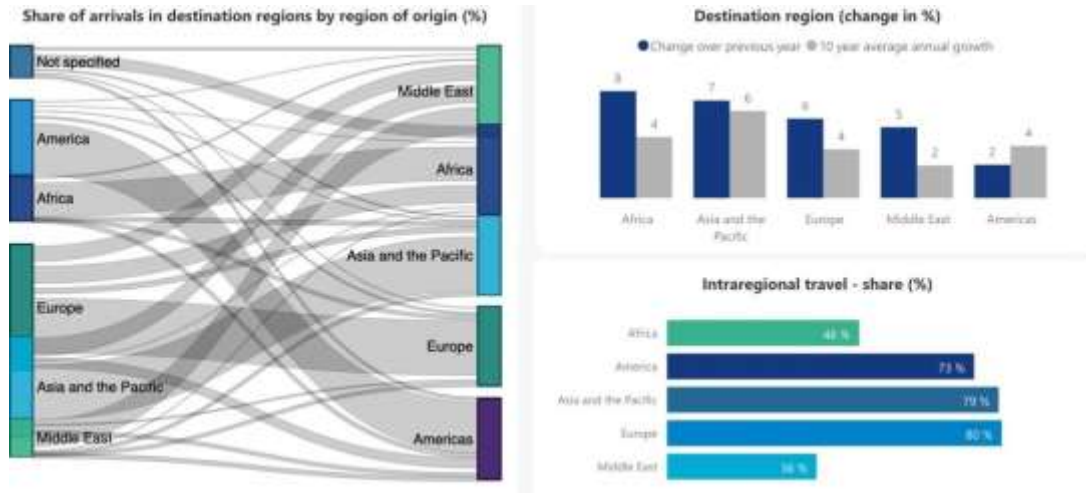 Share of arrivals in destination regions by region of origin (%)
Not specified
America
Africa
Europe
Asia and the Pacific
Middle East
Middle East
Africa
Asia and the Pacific
Europe
Americas
Destination region (change in %)
Change over previous year 10 year average annual growth
7 6
4
4
5
2
2
4
Africa
Asia and the
Pacific
Europe
Middle East
Americas
Intraregional travel - share (%)
Africa
America 73 %
Asia and the Pacific 79 %
Europe 80 %
Middle East